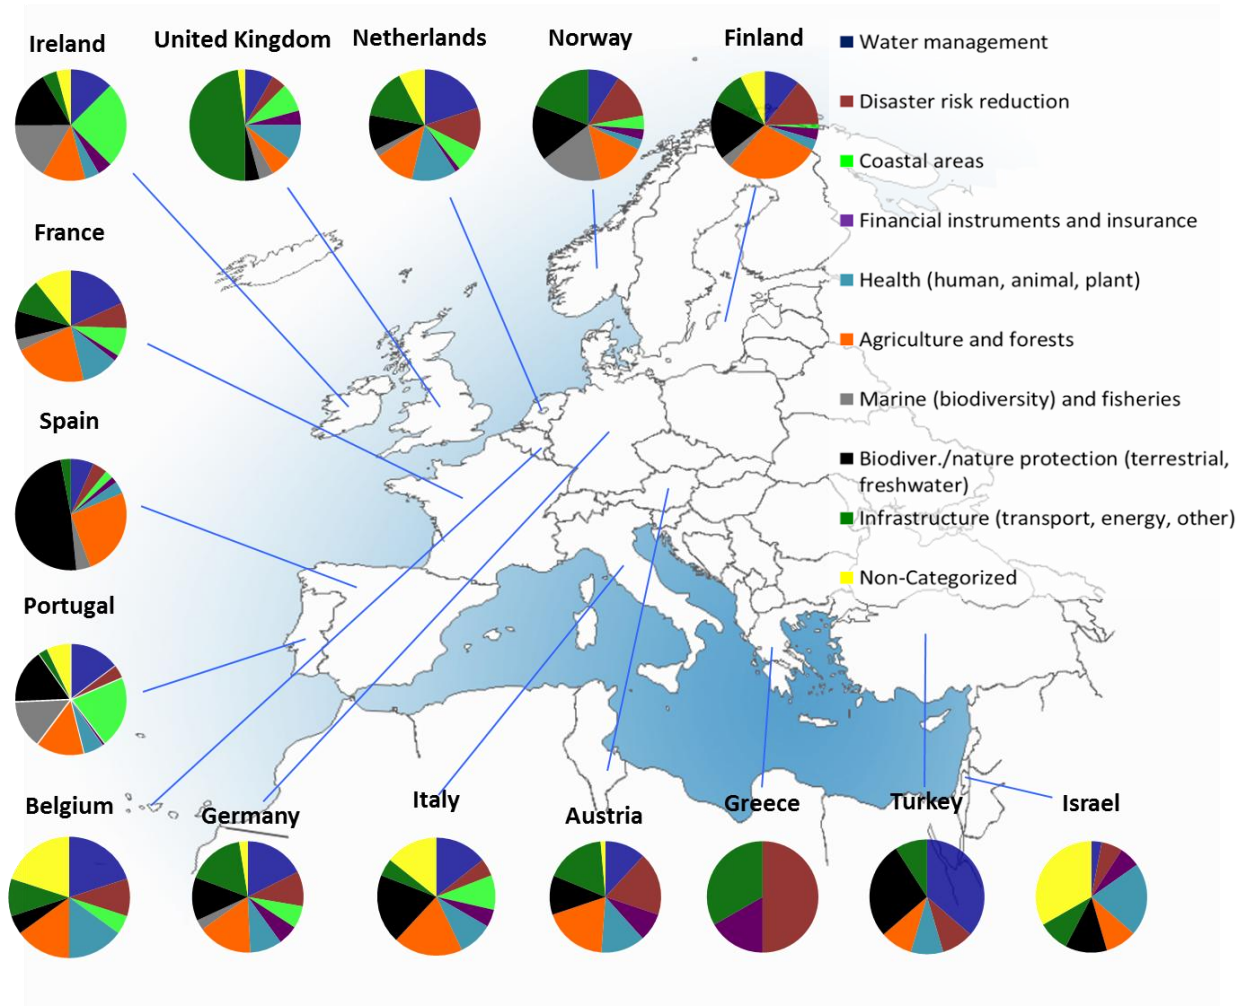 Ireland
United Kingdom
Netherlands
Norway
Finland
France
Spain
Portugal
Belgium
Germany
Italy
Austria
Greece
Turkey
Israel
Water management
Disaster risk reduction
Coastal areas
Financial instruments and insurance
Health (human, animal, plant)
Agriculture and forests
Marine (biodiversity) and fisheries
Biodiver./nature protection (terrestrial,
freshwater)
Infrastructure (transport, energy, other)
Non-Categorized